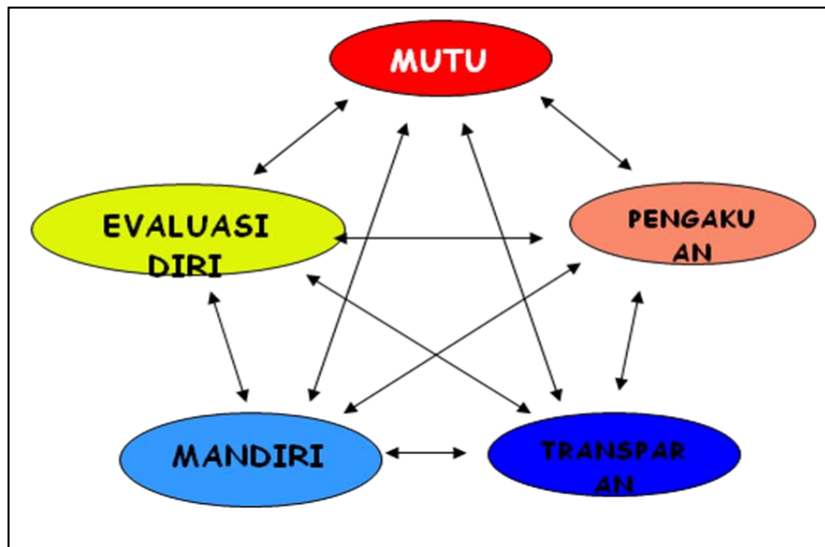 MUTU
EVALUASI
DIRI
PENGAKU
AN
MANDIRI
TRANSPAR
AN